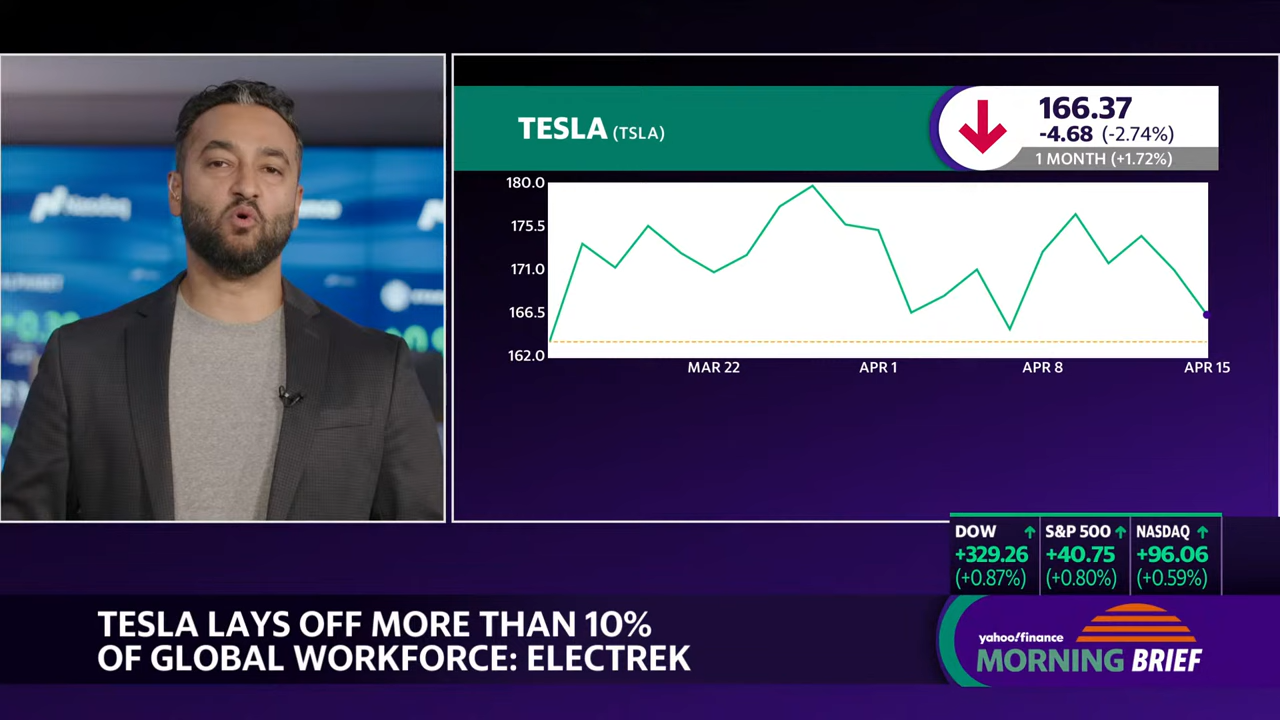 Nasdaq
TESLA (TSLA)
166.37
-4.68 (-2.74%)
1 MONTH (+1.72%)
180.0
175.5
171.0
166.5
162.0
MAR 22
APR 1
APR 8
APR 15
DOW
+329.26
(+0.87%)
S&P 500
+40.75
(+0.80%)
NASDAQ
+96.06
(+0.59%)
TESLA LAYS OFF MORE THAN 10%
OF GLOBAL WORKFORCE: ELECTREK
yahoo!finance
MORNING BRIEF